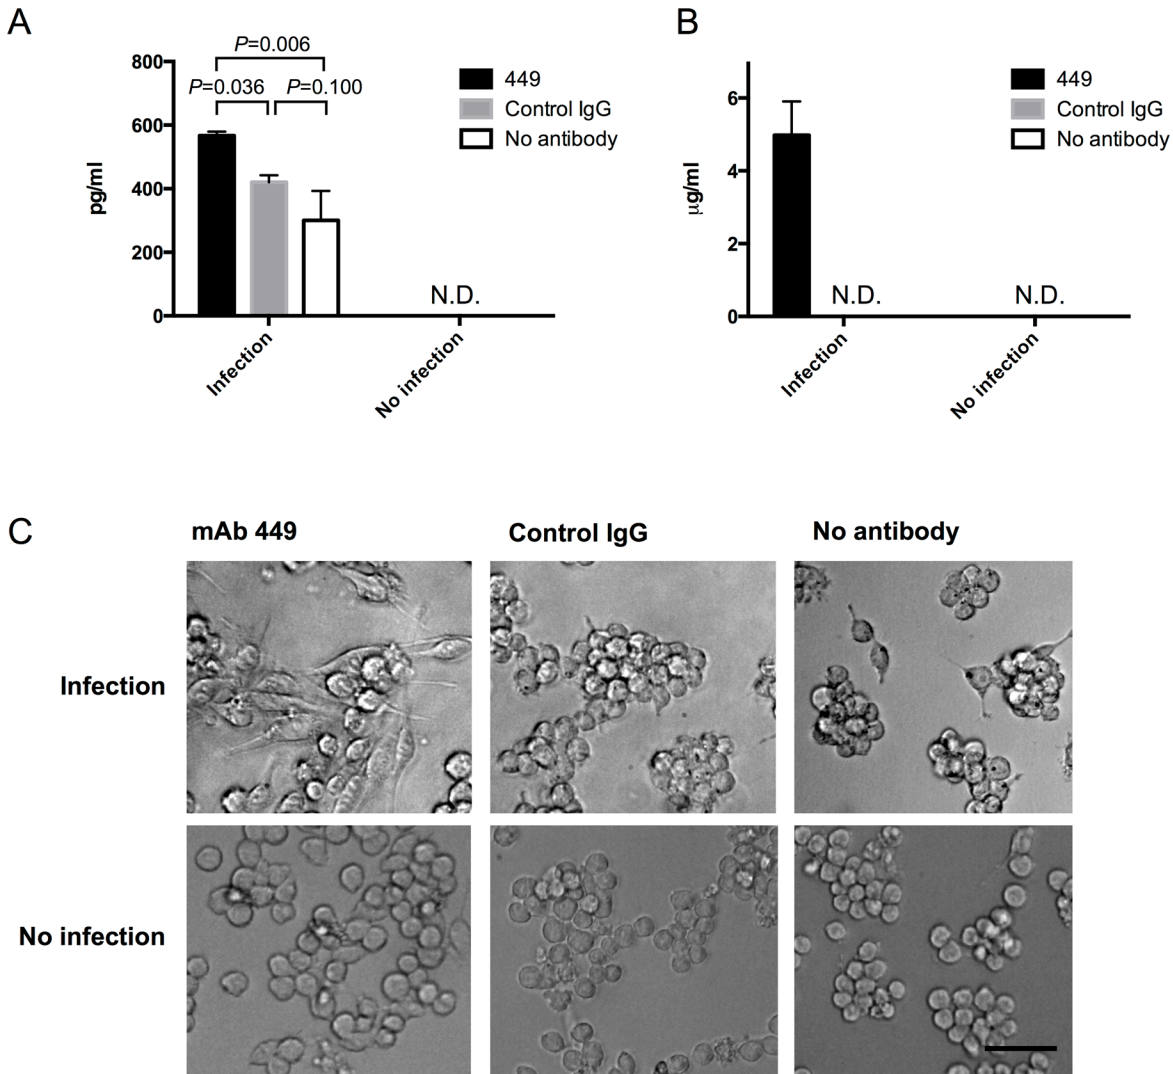 A
P=0.006
P=0.036
P=0.100
800
600
400
200
0
pg/ml
449
Control IgG
No antibody
N.D.
Infection
No infection
B
6
4
2
0
μg/ml
449
Control IgG
No antibody
N.D.
N.D.
Infection
No infection
C
mAb 449
Control IgG
No antibody
Infection
No infection